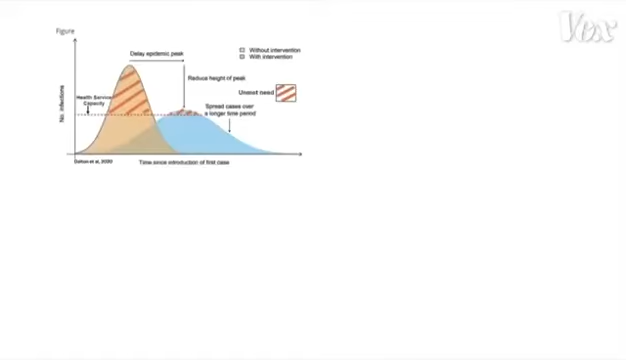 Vox
Figure
Delay epidemic peak
Without intervention
With intervention
Reduce height of peak
Unmet need
Health Service
Capacity
Spread cases over
a longer time period
No. infections
Time since introduction of first case